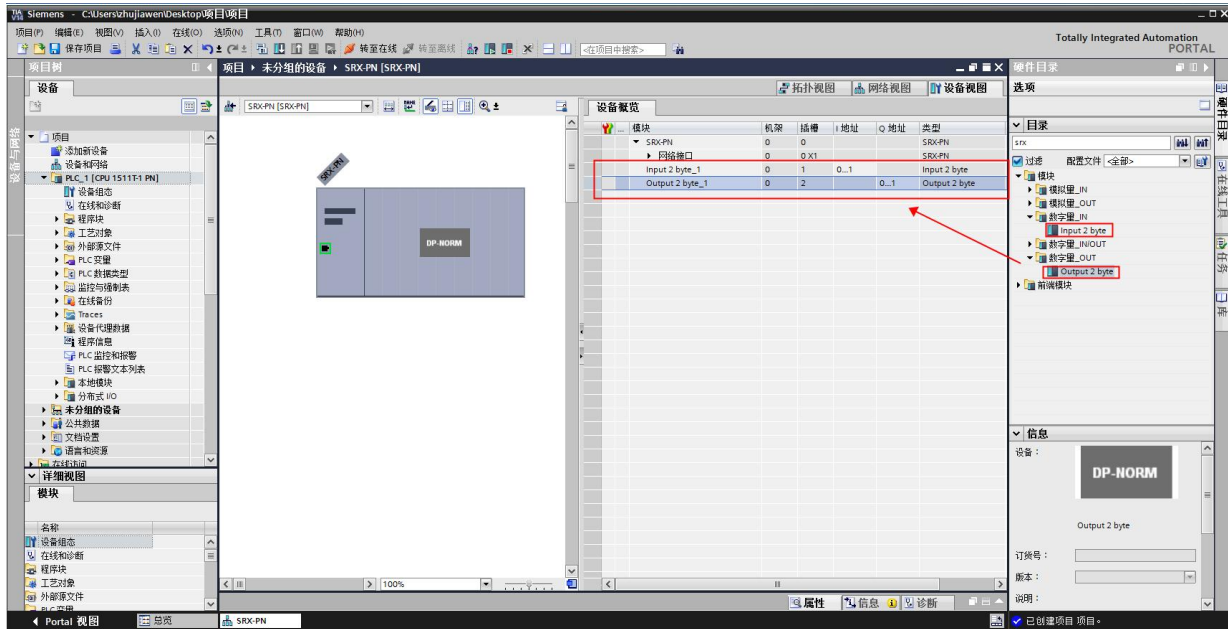 Siemens - C:\Users\zhujiawen\Desktop\项目\项目
项目(P) 编辑(E) 视图(V) 插入(I) 在线(O) 选项(N) 工具(T) 窗口(W) 帮助(H)
Totally Integrated Automation
PORTAL
保存项目 转至在线 转至离线 <在项目中搜索>
项目树
项目 ▸ 未分组的设备 ▸ SRX-PN [SRX-PN]
硬件目录
设备
拓扑视图 网络视图 设备视图
选项
SRX-PN [SRX-PN]
设备概览
模块 机架 插槽 I 地址 Q 地址 类型
SRX-PN 0 0 SRX-PN
网络接口 0 0 X1 SRX-PN
Input 2 byte_1 0 1 0...1 Input 2 byte
Output 2 byte_1 0 2 0...1 Output 2 byte
SRX-PN
DP-NORM
项目
添加新设备
设备和网络
PLC_1 [CPU 1511T-1 PN]
设备组态
在线和诊断
程序块
工艺对象
外部源文件
PLC 变量
PLC 数据类型
监控与强制表
在线备份
Traces
设备代理数据
程序信息
PLC 监控和报警
PLC 报警文本列表
本地模块
分布式 I/O
未分组的设备
公共数据
文档设置
语言和资源
在线访问
详细视图
模块
名称
设备组态
在线和诊断
程序块
工艺对象
外部源文件
PLC 变量
100%
属性 信息 诊断
目录
srx
过滤 配置文件 <全部>
模块
模拟量_IN
模拟量_OUT
数字量_IN
Input 2 byte
数字量_IN/OUT
数字量_OUT
Output 2 byte
前端模块
信息
设备：
DP-NORM
Output 2 byte
订货号：
版本：
说明：
设备与网络
硬件目录
在线工具
任务
库
Portal 视图 总览 SRX-PN
已创建项目 项目。